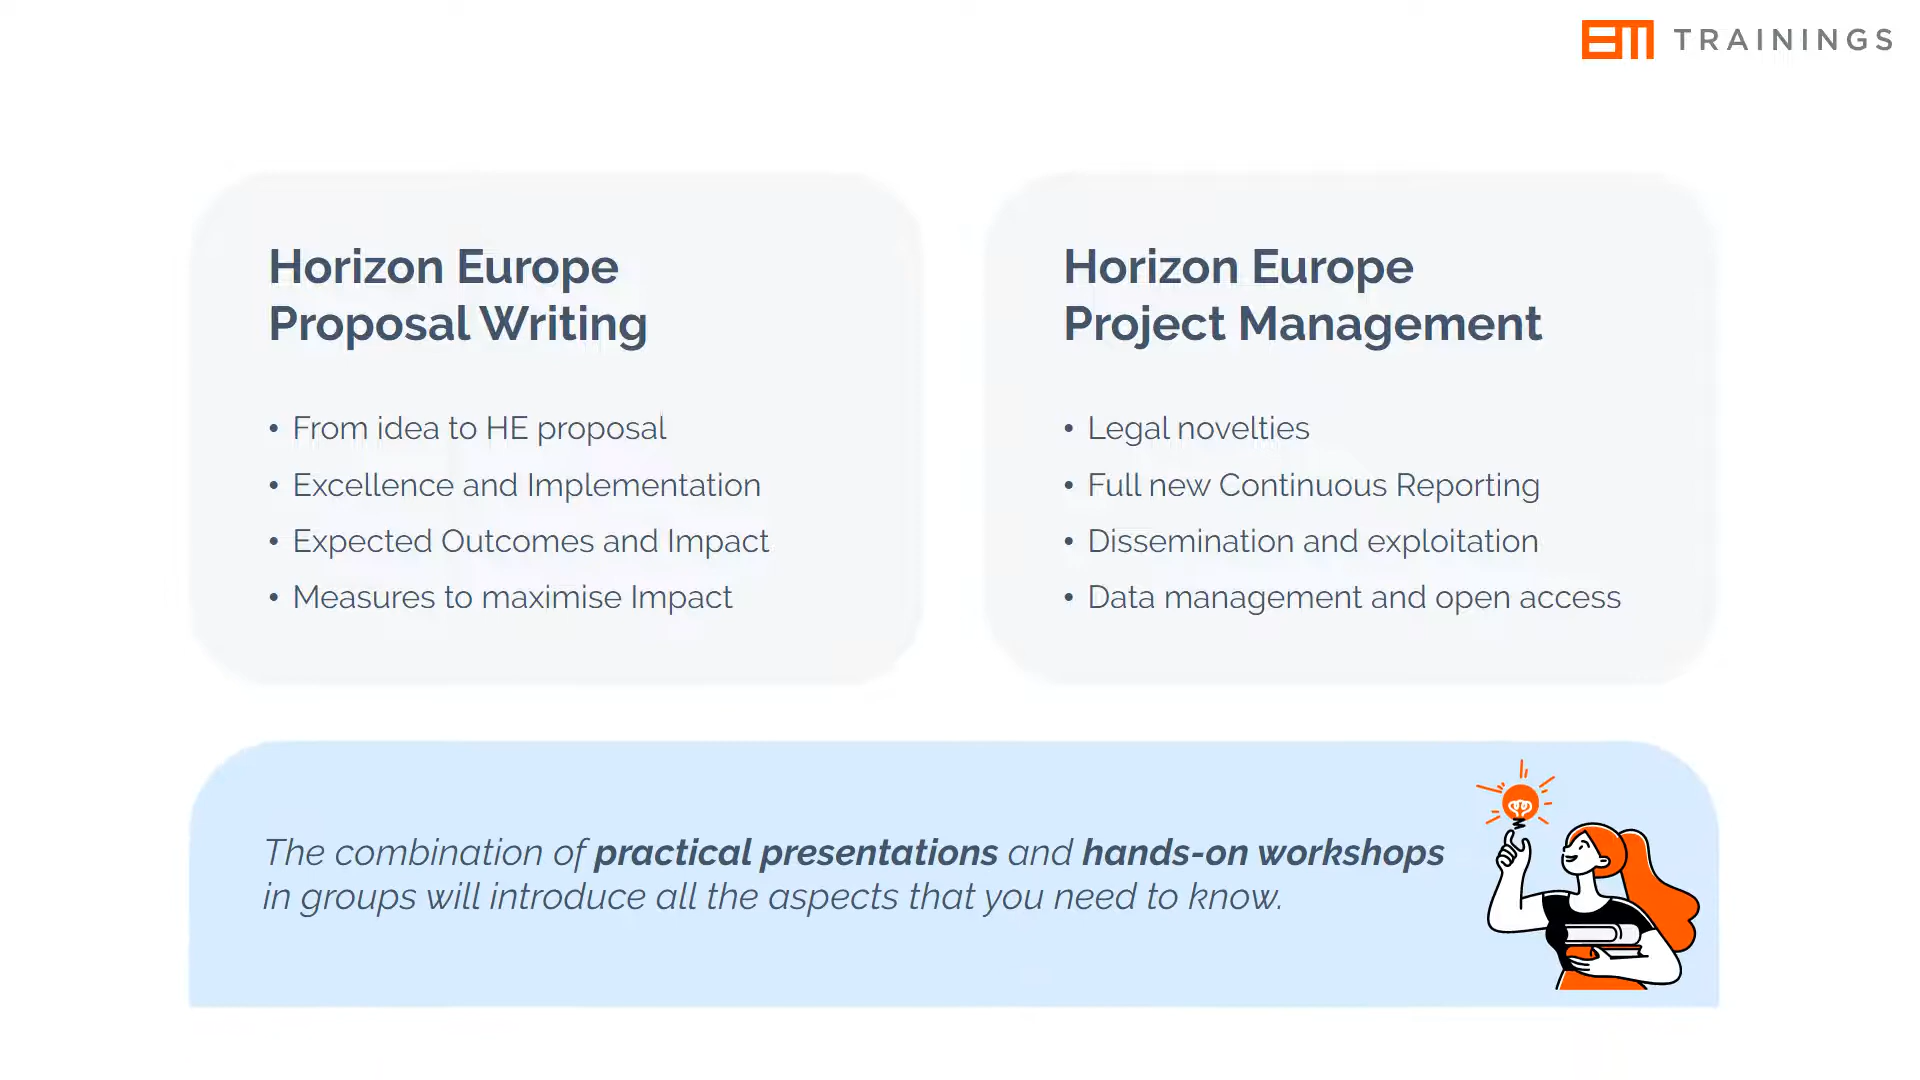 EM TRAININGS
Horizon Europe
Proposal Writing
• From idea to HE proposal
• Excellence and Implementation
• Expected Outcomes and Impact
• Measures to maximise Impact
Horizon Europe
Project Management
• Legal novelties
• Full new Continuous Reporting
• Dissemination and exploitation
• Data management and open access
The combination of practical presentations and hands-on workshops
in groups will introduce all the aspects that you need to know.